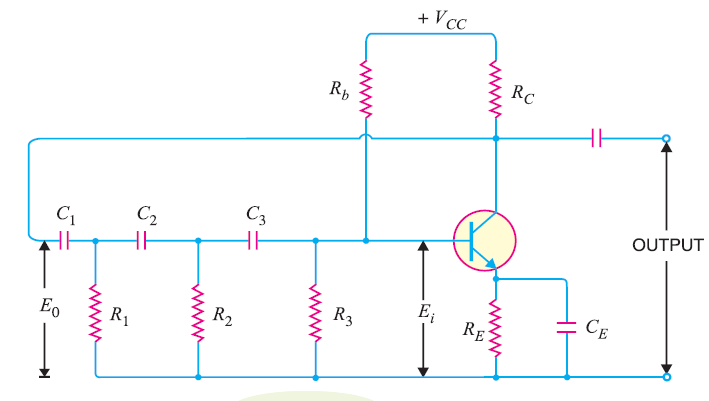 + V_CC
R_b
R_C
C_1
C_2
C_3
OUTPUT
E_0
R_1
R_2
R_3
E_i
R_E
C_E